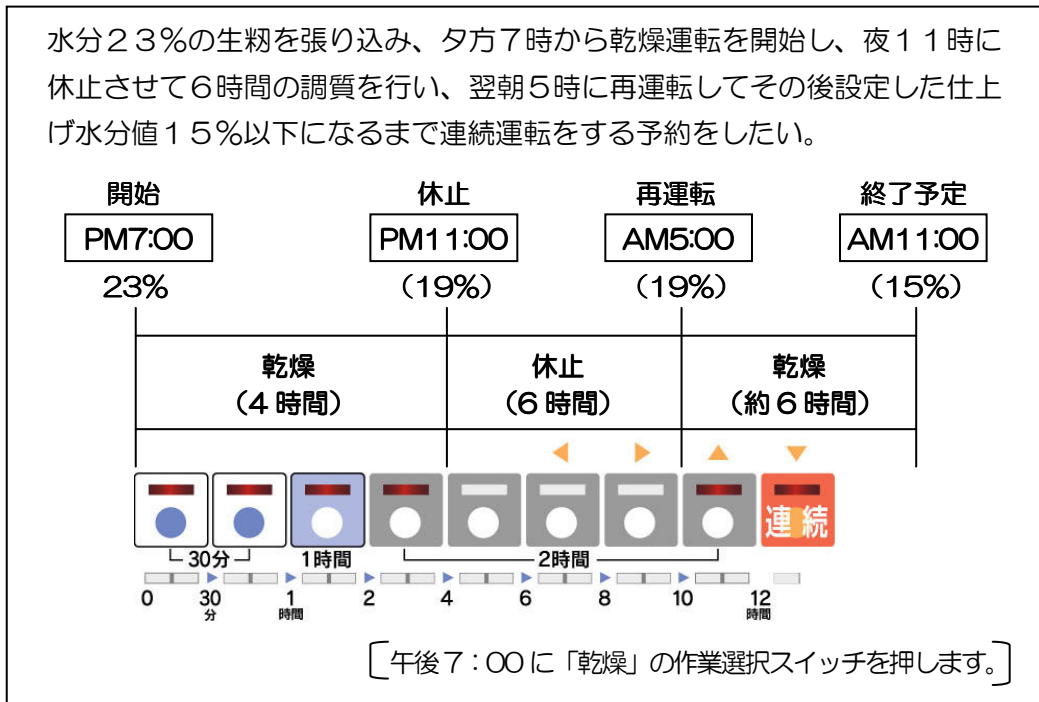 水分２３％の生籾を張り込み、夕方７時から乾燥運転を開始し、夜１１時に
休止させて６時間の調質を行い、翌朝５時に再運転してその後設定した仕上
げ水分値１５％以下になるまで連続運転をする予約をしたい。
開始 休止 再運転 終了予定
PM7:00 PM11:00 AM5:00 AM11:00
23% （19%） （19%） （15%）
乾燥 休止 乾燥
（4 時間） （6 時間） （約 6 時間）
連続
30分 1時間 2時間
0 30分 1時間 2 4 6 8 10 12時間
午後７：００に「乾燥」の作業選択スイッチを押します。